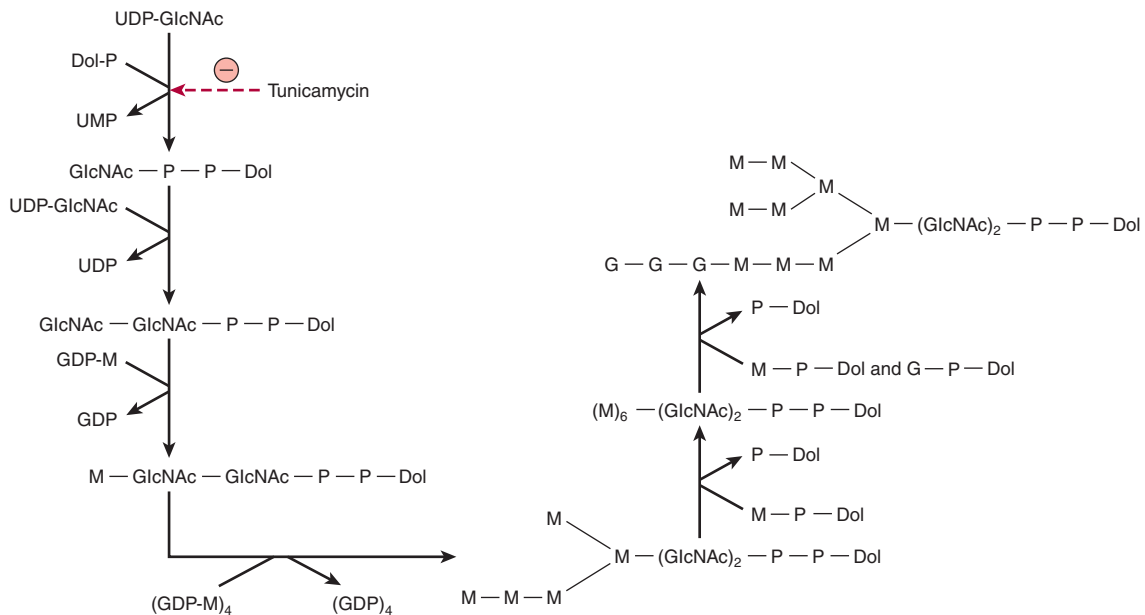 UDP-GlcNAc
Dol-P
−
Tunicamycin
UMP
GlcNAc — P — P — Dol
UDP-GlcNAc
UDP
GlcNAc — GlcNAc — P — P — Dol
GDP-M
GDP
M — GlcNAc — GlcNAc — P — P — Dol
(GDP-M)4
(GDP)4
M
M — (GlcNAc)2 — P — P — Dol
M — M — M
P — Dol
M — P — Dol
(M)6 — (GlcNAc)2 — P — P — Dol
P — Dol
M — P — Dol and G — P — Dol
M — M
M
M — M
M — (GlcNAc)2 — P — P — Dol
G — G — G — M — M — M